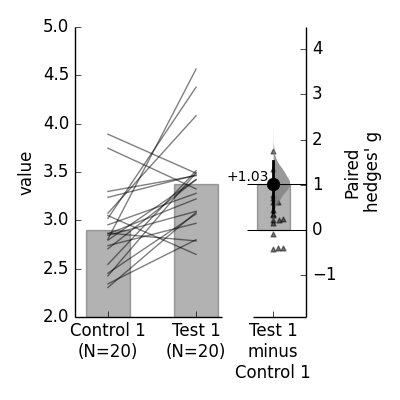 5.0
4.5
4.0
3.5
3.0
2.5
2.0
value
Control 1
(N=20)
Test 1
(N=20)
+1.03
4
3
2
1
0
−1
Paired
hedges' g
Test 1
minus
Control 1